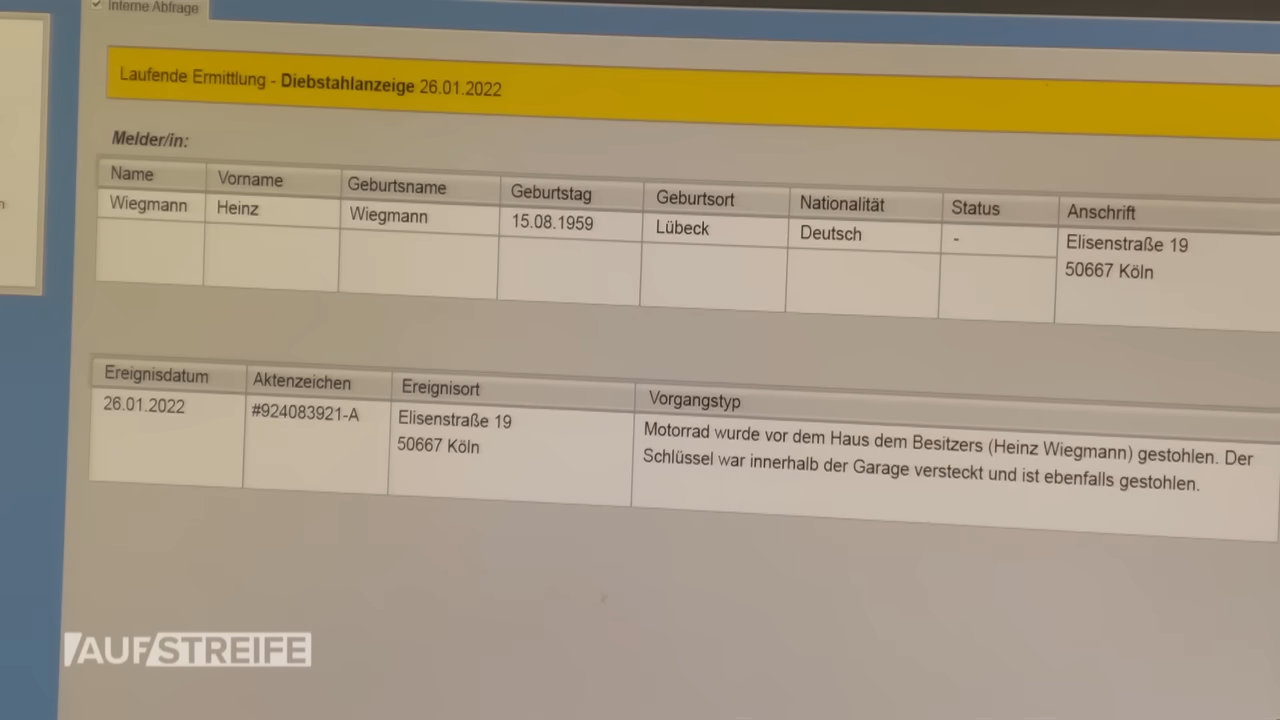 Interne Abfrage
Laufende Ermittlung - Diebstahlanzeige 26.01.2022
Melder/in:
Name Vorname Geburtsname Geburtstag Geburtsort Nationalität Status Anschrift
Wiegmann Heinz Wiegmann 15.08.1959 Lübeck Deutsch - Elisenstraße 19
50667 Köln
Ereignisdatum Aktenzeichen Ereignisort Vorgangstyp
26.01.2022 #924083921-A Elisenstraße 19 Motorrad wurde vor dem Haus dem Besitzers (Heinz Wiegmann) gestohlen. Der
50667 Köln Schlüssel war innerhalb der Garage versteckt und ist ebenfalls gestohlen.
AUF STREIFE